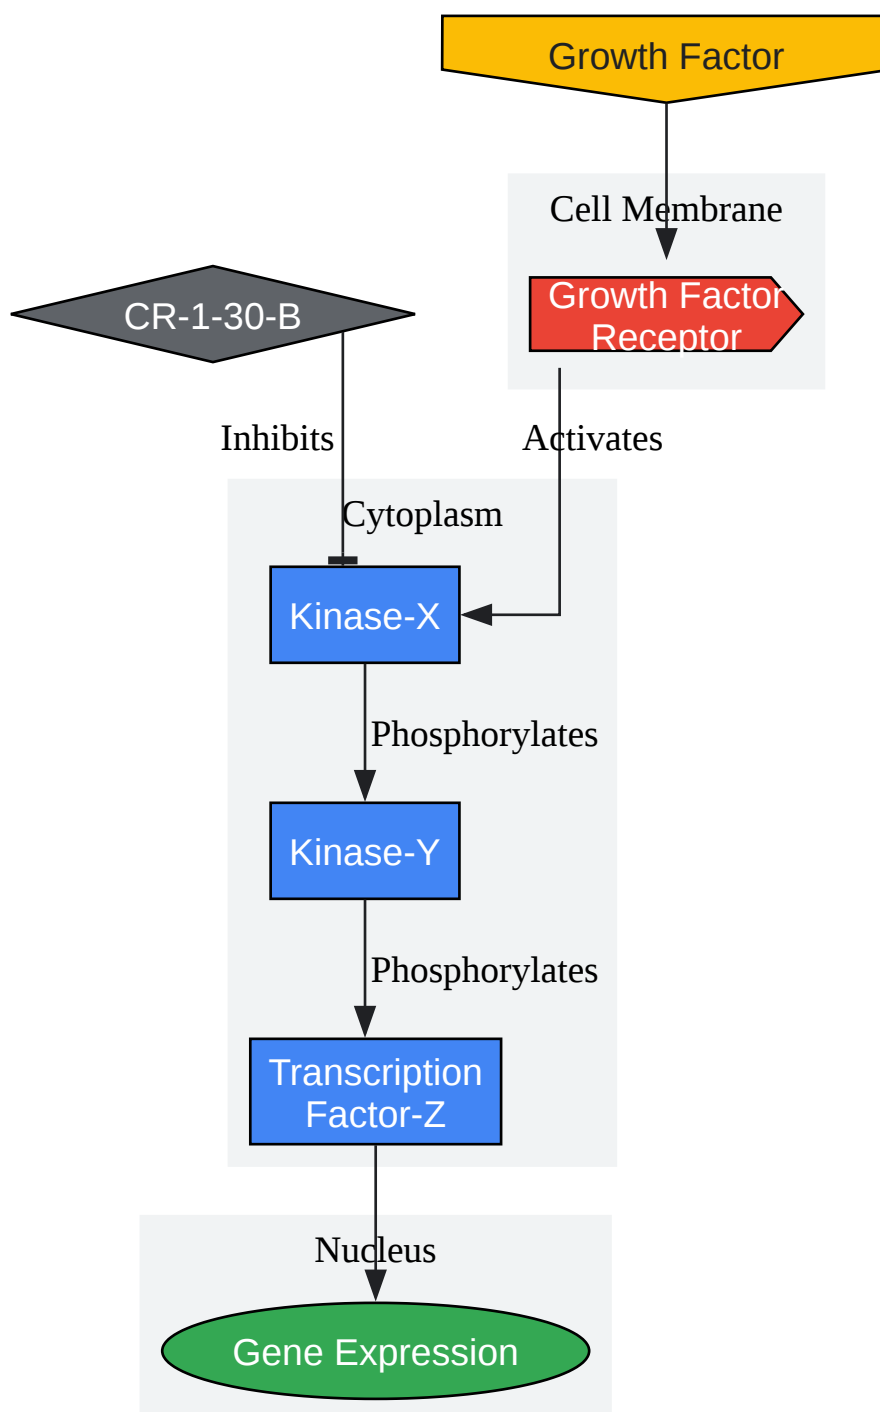 Growth Factor
Cell Membrane
Growth Factor
Receptor
CR-1-30-B
Inhibits
Activates
Cytoplasm
Kinase-X
Phosphorylates
Kinase-Y
Phosphorylates
Transcription
Factor-Z
Nucleus
Gene Expression